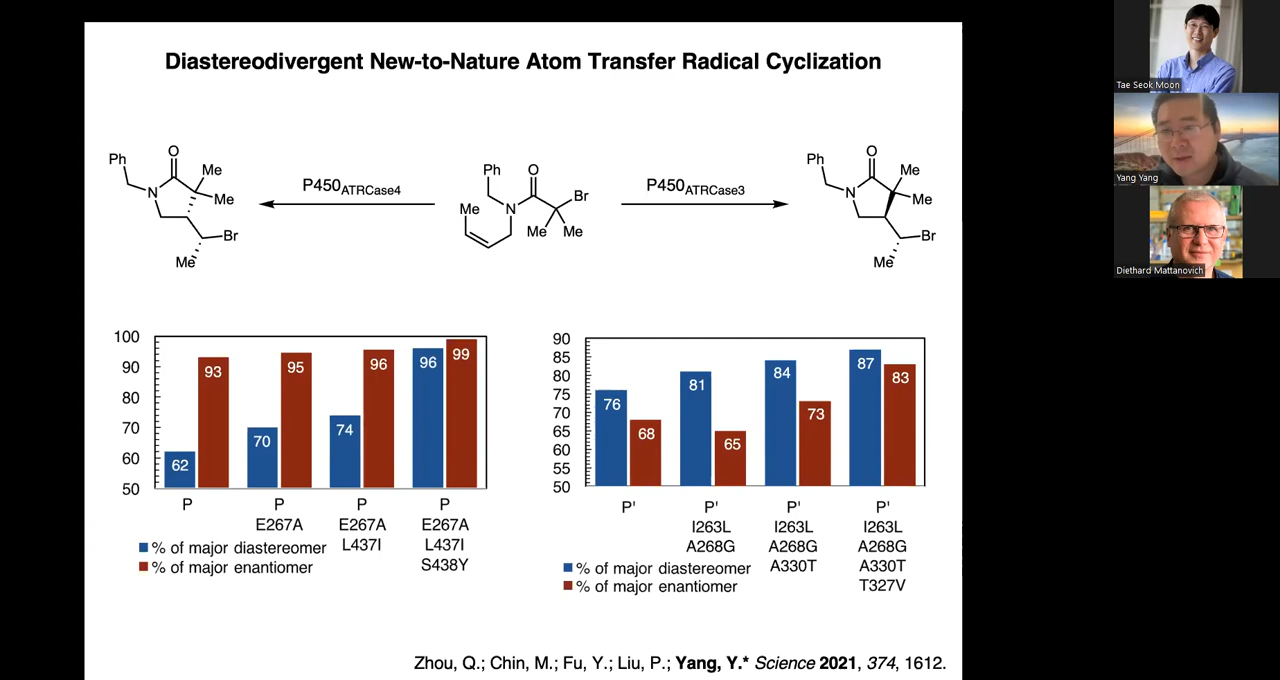 Diastereodivergent New-to-Nature Atom Transfer Radical Cyclization
Ph
O
Me
N
Me
Br
Me
P450ATRCase4
Ph
O
Br
Me
N
Me
Me
P450ATRCase3
Ph
O
Me
N
Me
Br
Me
100
90
80
70
60
50
62
93
70
95
74
96
96
99
P
P
E267A
P
E267A
L437I
P
E267A
L437I
S438Y
% of major diastereomer
% of major enantiomer
90
85
80
75
70
65
60
55
50
76
68
81
65
84
73
87
83
P'
P'
I263L
A268G
P'
I263L
A268G
A330T
P'
I263L
A268G
A330T
T327V
% of major diastereomer
% of major enantiomer
Zhou, Q.; Chin, M.; Fu, Y.; Liu, P.; Yang, Y.* Science 2021, 374, 1612.
Tae Seok Moon
Yang Yang
Diethard Mattanovich